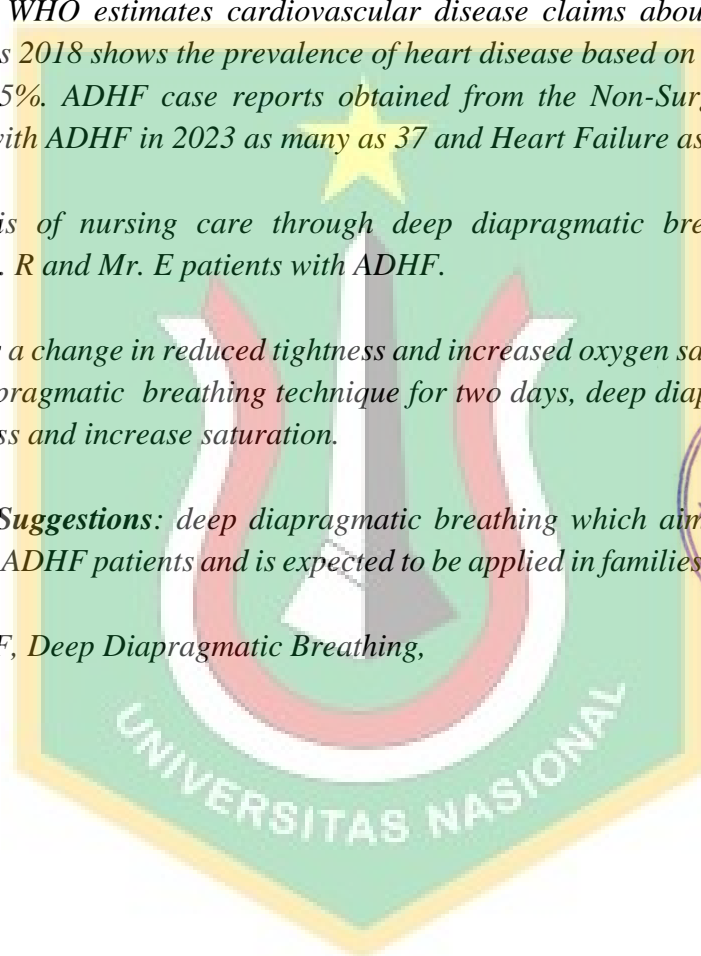 WHO estimates cardiovascular disease claims about
s 2018 shows the prevalence of heart disease based on
5%. ADHF case reports obtained from the Non-Surg
with ADHF in 2023 as many as 37 and Heart Failure as
is of nursing care through deep diapragmatic bre
. R and Mr. E patients with ADHF.
a change in reduced tightness and increased oxygen sa
pragmatic breathing technique for two days, deep diap
ss and increase saturation.
Suggestions: deep diapragmatic breathing which aim
ADHF patients and is expected to be applied in families
F, Deep Diapragmatic Breathing,
UNIVERSITAS NASIONAL